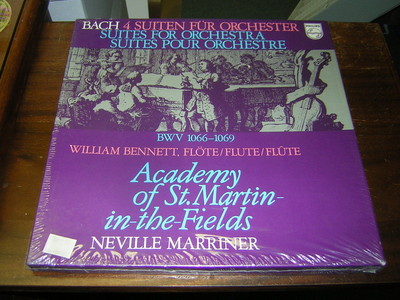 BACH 4 SUITEN FÜR ORCHESTER
SUITES FOR ORCHESTRA
SUITES POUR ORCHESTRE
PHILIPS
BWV 1066–1069
WILLIAM BENNETT, FLÖTE/FLUTE/FLÛTE
Academy
of St. Martin-
in-the-Fields
NEVILLE MARRINER